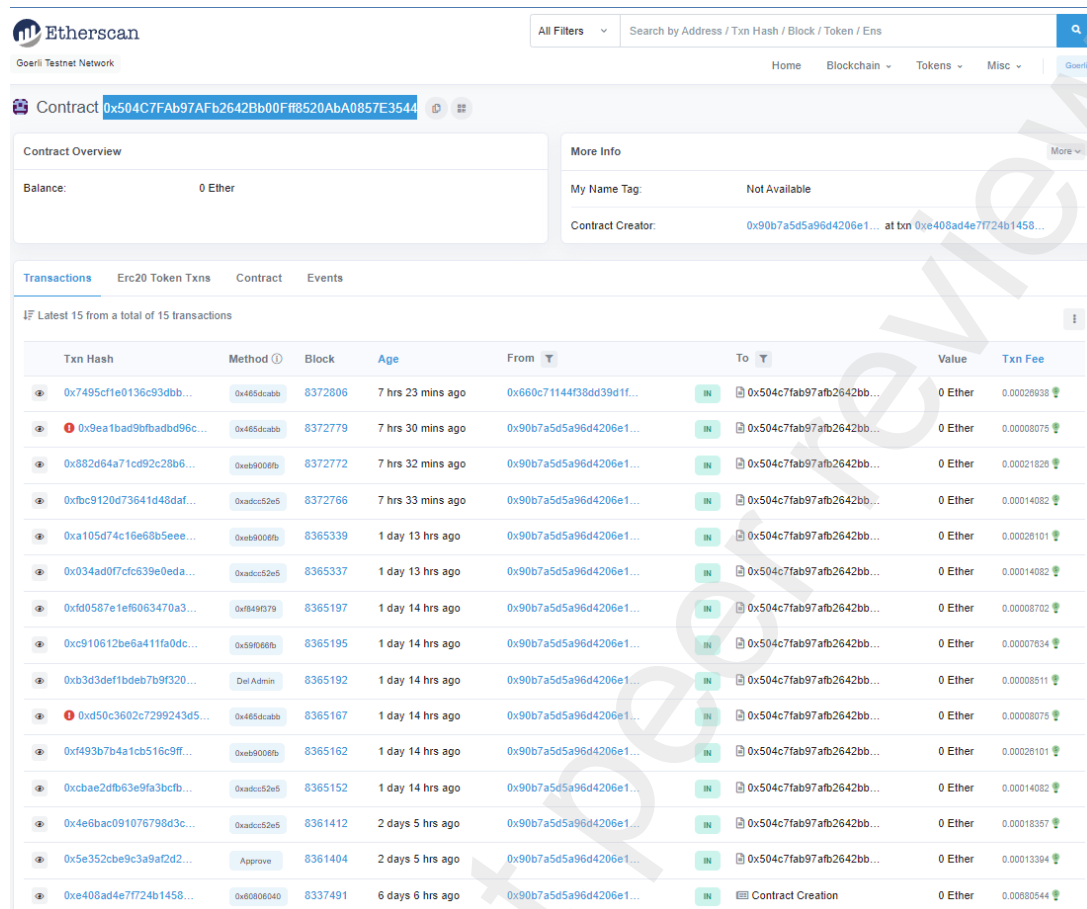 Etherscan
All Filters Search by Address / Txn Hash / Block / Token / Ens
Goerli Testnet Network
Home Blockchain Tokens Misc Goerli
Contract 0x504C7FAb97AFb2642Bb00Fff8520AbA0857E3544
Contract Overview
Balance: 0 Ether
More Info More
My Name Tag: Not Available
Contract Creator: 0x90b7a5d5a96d4206e1... at txn 0xe408ad4e7f724b1458...
Transactions Erc20 Token Txns Contract Events
Latest 15 from a total of 15 transactions
Txn Hash Method Block Age From To Value Txn Fee
0x7495cf1e0136c93dbb... 0x465dcabb 8372806 7 hrs 23 mins ago 0x660c71144f38dd39d1f... IN 0x504c7fab97afb2642bb... 0 Ether 0.00026938
0x9ea1bad9bfbadbd96c... 0x465dcabb 8372779 7 hrs 30 mins ago 0x90b7a5d5a96d4206e1... IN 0x504c7fab97afb2642bb... 0 Ether 0.00008075
0x882d64a71cd92c28b6... 0xeb9006fb 8372772 7 hrs 32 mins ago 0x90b7a5d5a96d4206e1... IN 0x504c7fab97afb2642bb... 0 Ether 0.00021826
0xfbc9120d73641d48daf... 0xadcc52e5 8372766 7 hrs 33 mins ago 0x90b7a5d5a96d4206e1... IN 0x504c7fab97afb2642bb... 0 Ether 0.00014082
0xa105d74c16e68b5eee... 0xeb9006fb 8365339 1 day 13 hrs ago 0x90b7a5d5a96d4206e1... IN 0x504c7fab97afb2642bb... 0 Ether 0.00026101
0x034ad0f7cfc639e0eda... 0xadcc52e5 8365337 1 day 13 hrs ago 0x90b7a5d5a96d4206e1... IN 0x504c7fab97afb2642bb... 0 Ether 0.00014082
0xfd0587e1ef6063470a3... 0xf849f379 8365197 1 day 14 hrs ago 0x90b7a5d5a96d4206e1... IN 0x504c7fab97afb2642bb... 0 Ether 0.00008702
0xc910612be6a411fa0dc... 0x59f066fb 8365195 1 day 14 hrs ago 0x90b7a5d5a96d4206e1... IN 0x504c7fab97afb2642bb... 0 Ether 0.00007634
0xb3d3def1bdeb7b9f320... Del Admin 8365192 1 day 14 hrs ago 0x90b7a5d5a96d4206e1... IN 0x504c7fab97afb2642bb... 0 Ether 0.00008511
0xd50c3602c7299243d5... 0x465dcabb 8365167 1 day 14 hrs ago 0x90b7a5d5a96d4206e1... IN 0x504c7fab97afb2642bb... 0 Ether 0.00008075
0xf493b7b4a1cb516c9ff... 0xeb9006fb 8365162 1 day 14 hrs ago 0x90b7a5d5a96d4206e1... IN 0x504c7fab97afb2642bb... 0 Ether 0.00026101
0xcbae2dfb63e9fa3bcfb... 0xadcc52e5 8365152 1 day 14 hrs ago 0x90b7a5d5a96d4206e1... IN 0x504c7fab97afb2642bb... 0 Ether 0.00014082
0x4e6bac091076798d3c... 0xadcc52e5 8361412 2 days 5 hrs ago 0x90b7a5d5a96d4206e1... IN 0x504c7fab97afb2642bb... 0 Ether 0.00018357
0x5e352cbe9c3a9af2d2... Approve 8361404 2 days 5 hrs ago 0x90b7a5d5a96d4206e1... IN 0x504c7fab97afb2642bb... 0 Ether 0.00013394
0xe408ad4e7f724b1458... 0x60806040 8337491 6 days 6 hrs ago 0x90b7a5d5a96d4206e1... IN Contract Creation 0 Ether 0.00680544
t peer review